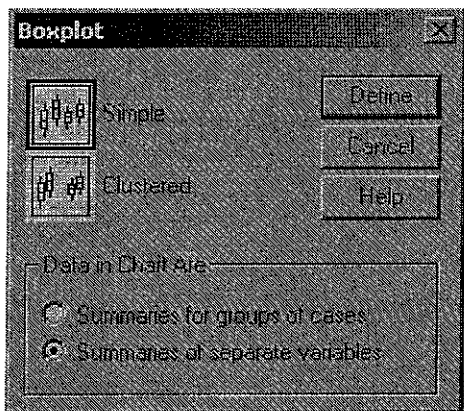 Boxplot
Simple
Define
Cancel
Clustered
Help
Data in Chart Are
Summaries for groups of cases
Summaries of separate variables